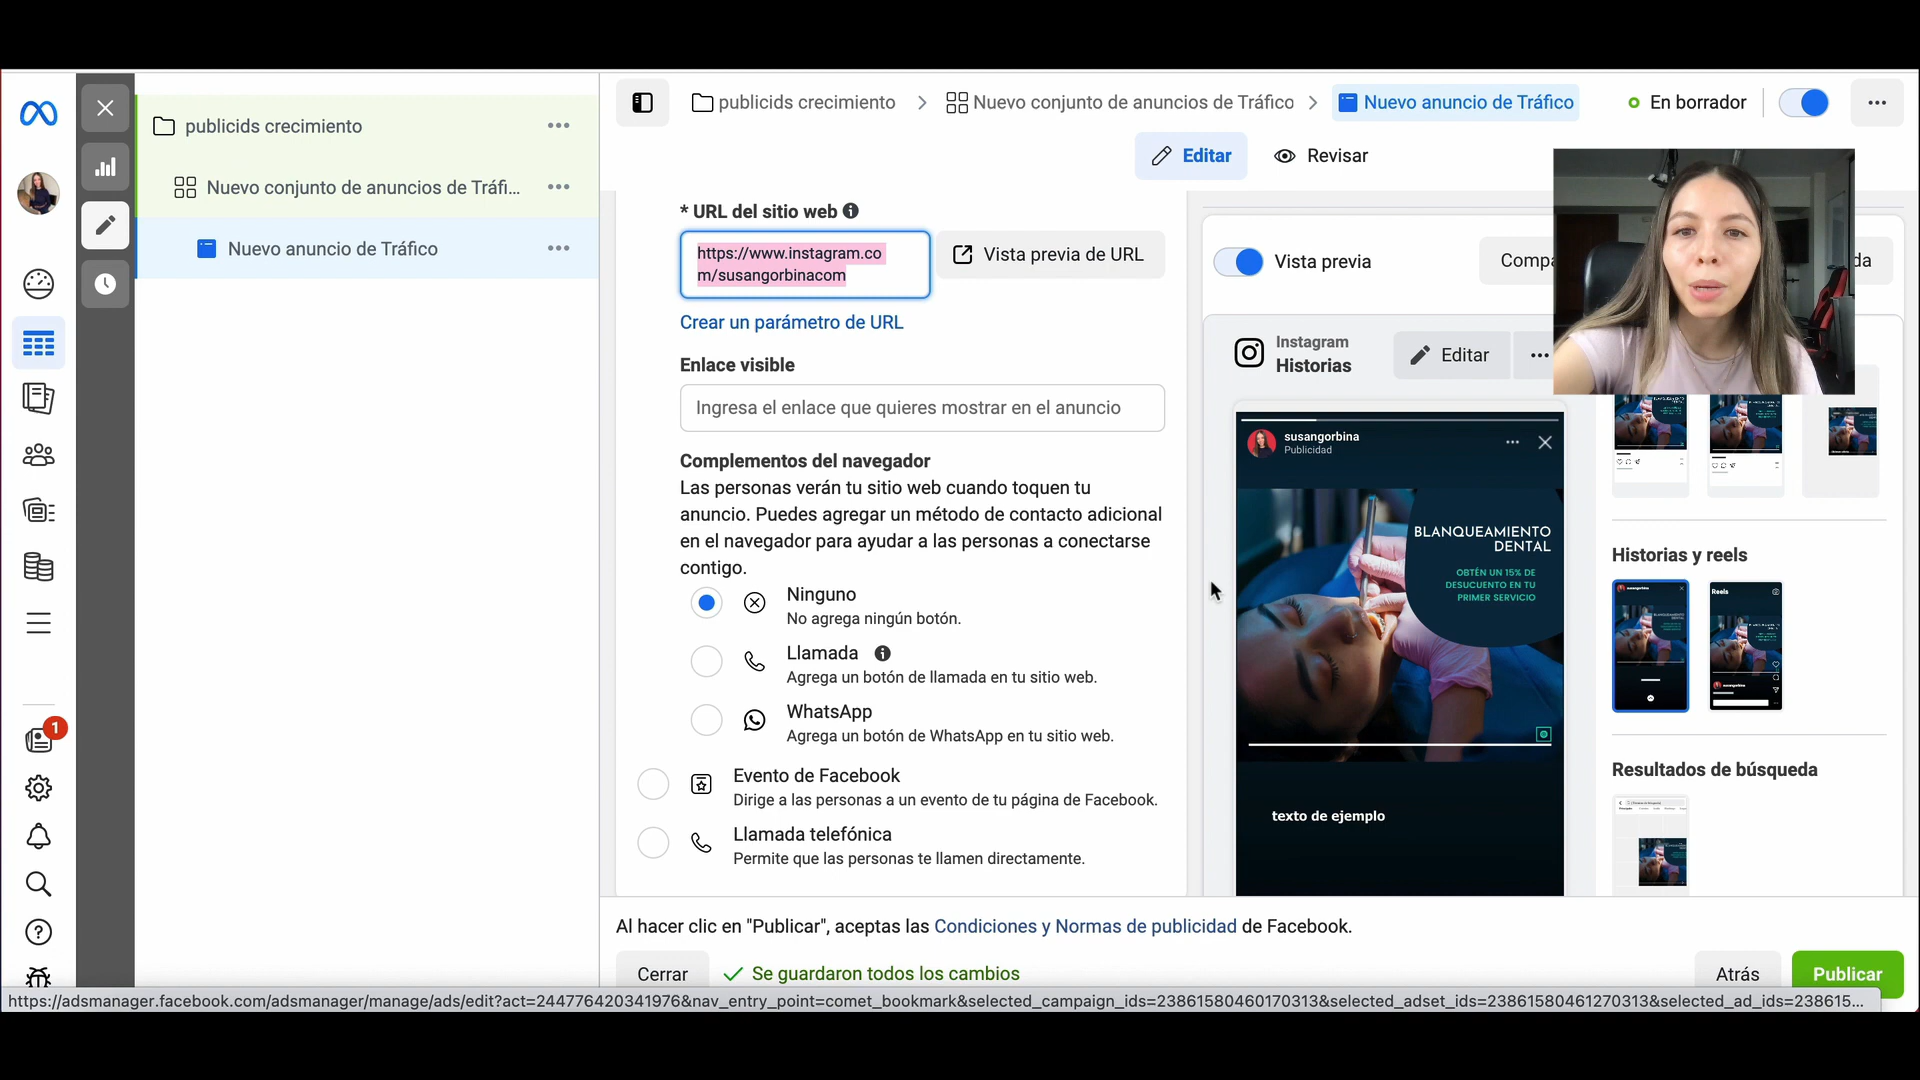 publicids crecimiento
Nuevo conjunto de anuncios de Tráfi...
Nuevo anuncio de Tráfico
publicids crecimiento
Nuevo conjunto de anuncios de Tráfico
Nuevo anuncio de Tráfico
En borrador
Editar
Revisar
* URL del sitio web
https://www.instagram.co
m/susangorbinacom
Vista previa de URL
Crear un parámetro de URL
Enlace visible
Ingresa el enlace que quieres mostrar en el anuncio
Complementos del navegador
Las personas verán tu sitio web cuando toquen tu
anuncio. Puedes agregar un método de contacto adicional
en el navegador para ayudar a las personas a conectarse
contigo.
Ninguno
No agrega ningún botón.
Llamada
Agrega un botón de llamada en tu sitio web.
WhatsApp
Agrega un botón de WhatsApp en tu sitio web.
Evento de Facebook
Dirige a las personas a un evento de tu página de Facebook.
Llamada telefónica
Permite que las personas te llamen directamente.
Vista previa
Compa
da
Instagram
Historias
Editar
susangorbina
Publicidad
BLANQUEAMIENTO
DENTAL
OBTÉN UN 15% DE
DESCUENTO EN TU
PRIMER SERVICIO
texto de ejemplo
Historias y reels
Reels
Resultados de búsqueda
1
Al hacer clic en "Publicar", aceptas las Condiciones y Normas de publicidad de Facebook.
Cerrar
Se guardaron todos los cambios
Atrás
Publicar
https://adsmanager.facebook.com/adsmanager/manage/ads/edit?act=244776420341976&nav_entry_point=comet_bookmark&selected_campaign_ids=23861580460170313&selected_adset_ids=23861580461270313&selected_ad_ids=238615...